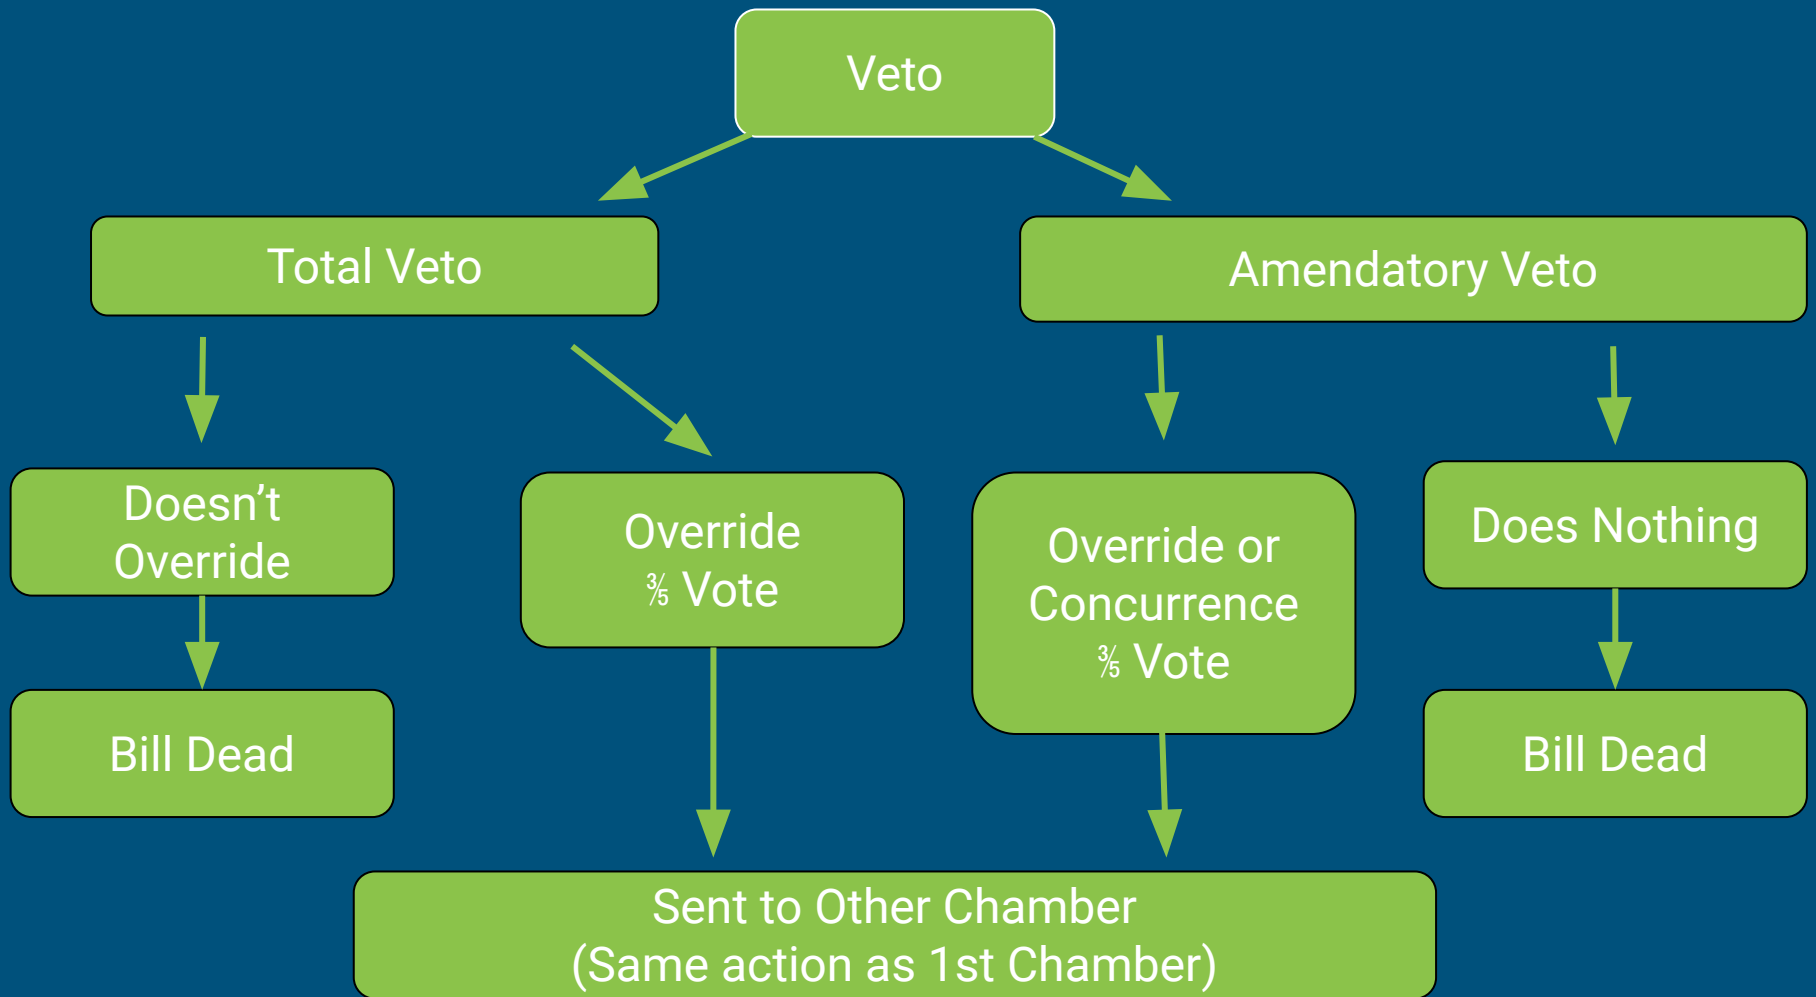 Veto
Total Veto
Amendatory Veto
Doesn’t
Override
Override
⅗ Vote
Override or
Concurrence
⅗ Vote
Does Nothing
Bill Dead
Bill Dead
Sent to Other Chamber
(Same action as 1st Chamber)